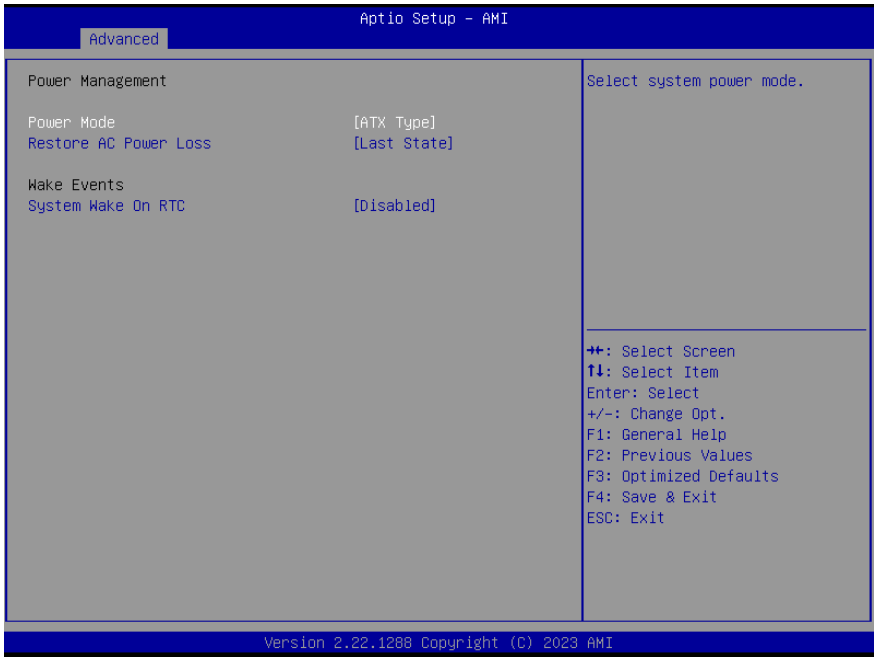 Aptio Setup – AMI
Advanced
Power Management
Power Mode [ATX Type]
Restore AC Power Loss [Last State]
Wake Events
System Wake On RTC [Disabled]
Select system power mode.
→←: Select Screen
↑↓: Select Item
Enter: Select
+/-: Change Opt.
F1: General Help
F2: Previous Values
F3: Optimized Defaults
F4: Save & Exit
ESC: Exit
Version 2.22.1288 Copyright (C) 2023 AMI